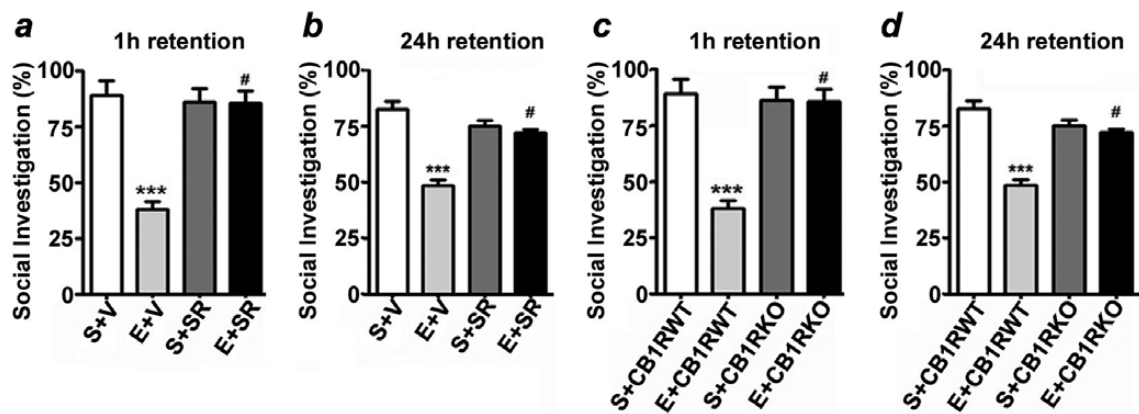 a
1h retention
Social Investigation (%)
100
75
50
25
0
***
#
S+V
E+V
S+SR
E+SR
b
24h retention
Social Investigation (%)
100
75
50
25
0
***
#
S+V
E+V
S+SR
E+SR
c
1h retention
Social Investigation (%)
100
75
50
25
0
***
#
S+CB1RWT
E+CB1RWT
S+CB1RKO
E+CB1RKO
d
24h retention
Social Investigation (%)
100
75
50
25
0
***
#
S+CB1RWT
E+CB1RWT
S+CB1RKO
E+CB1RKO